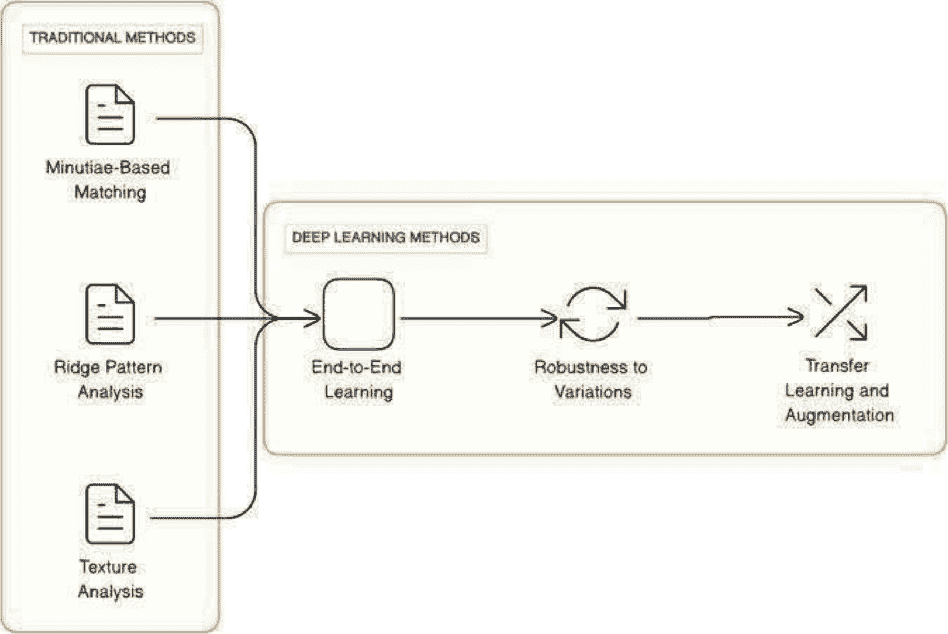 TRADITIONAL METHODS
Minutiae-Based
Matching
Ridge Pattern
Analysis
Texture
Analysis
DEEP LEARNING METHODS
End-to-End
Learning
Robustness to
Variations
Transfer
Learning and
Augmentation